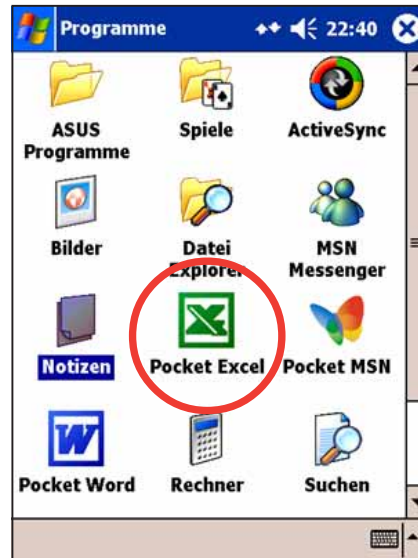 Programme 22:40
ASUS Programme
Spiele
ActiveSync
Bilder
Datei Explorer
MSN Messenger
Notizen
Pocket Excel
Pocket MSN
Pocket Word
Rechner
Suchen